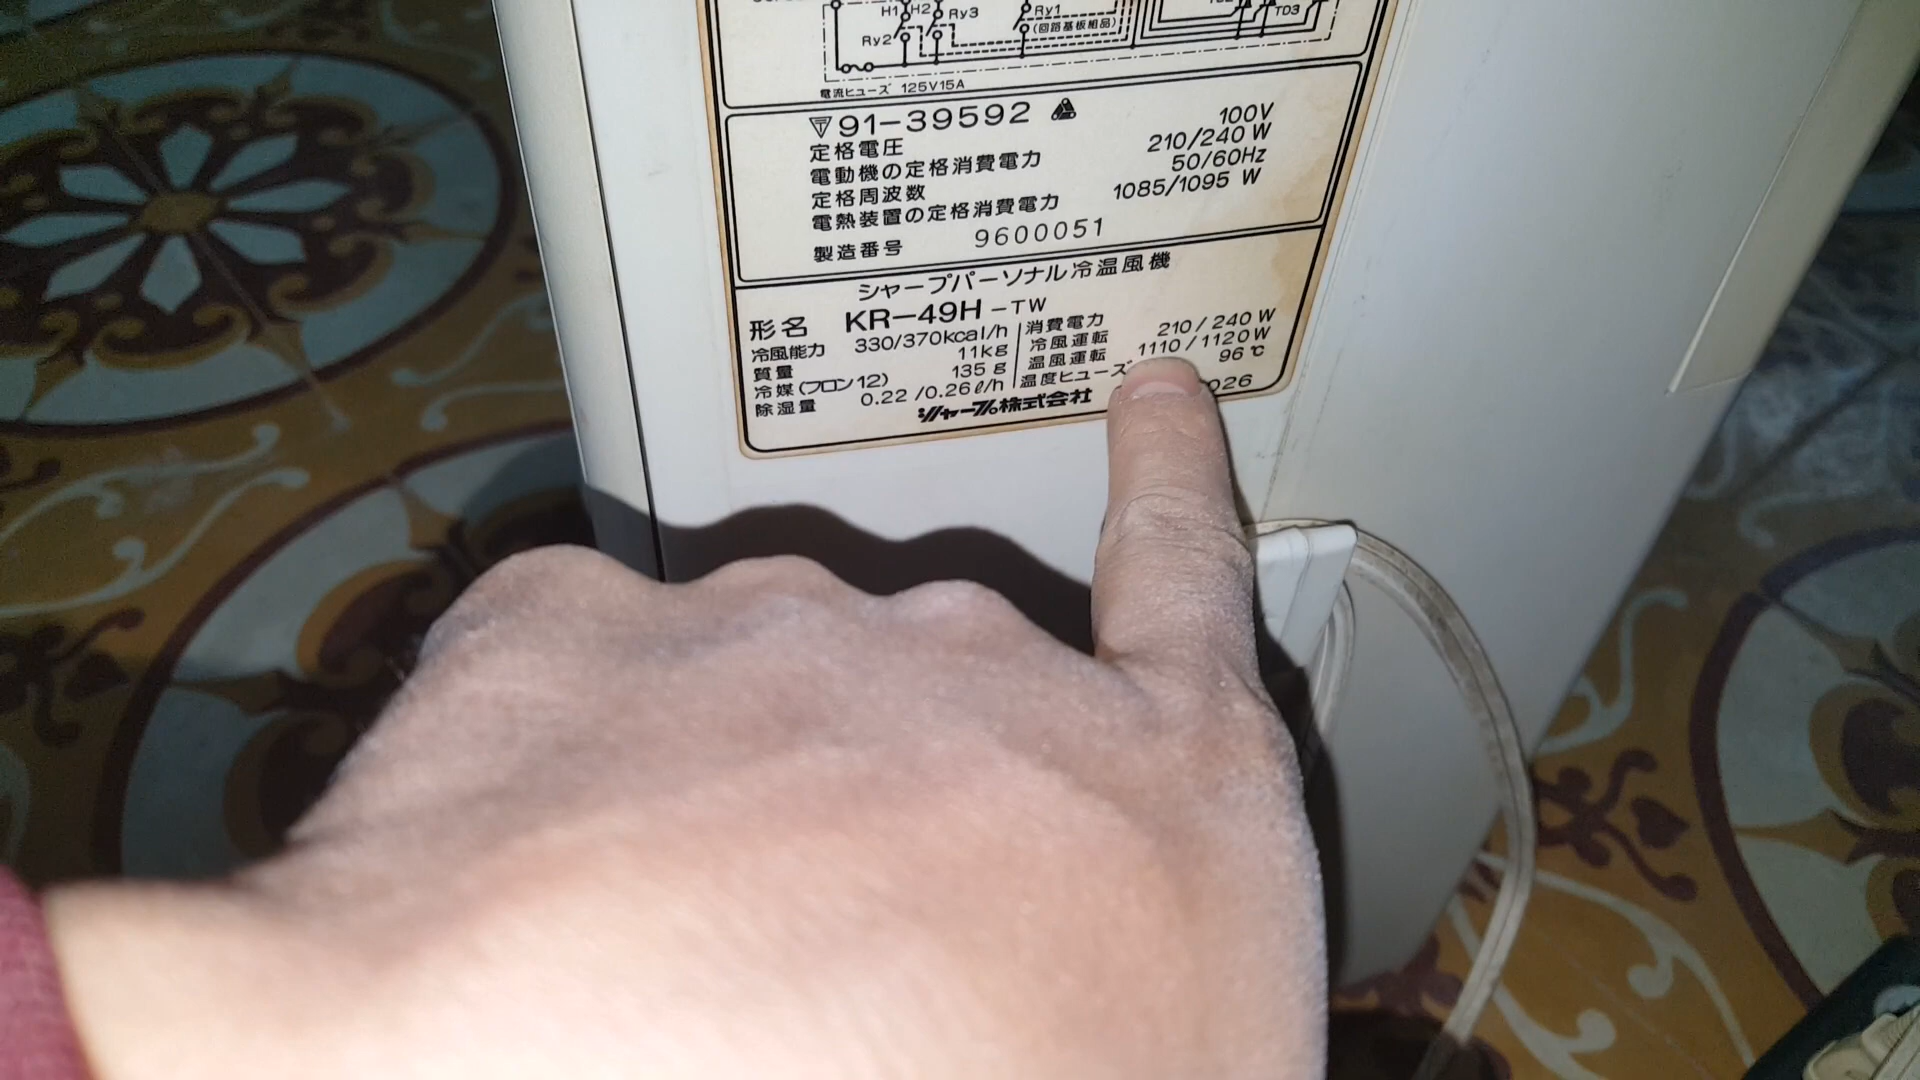 H1 H2 Ry3 Ry1 TD3
Ry2 (回路基板組品)
電流ヒューズ 125V15A
91-39592
定格電圧 100V
電動機の定格消費電力 210/240 W
定格周波数 50/60Hz
電熱装置の定格消費電力 1085/1095 W
製造番号 9600051
シャープパーソナル冷温風機
形名 KR-49H-TW
冷風能力 330/370kcal/h
質量 11kg
冷媒(フロン12) 135g
除湿量 0.22/0.26ℓ/h
消費電力
冷風運転 210/240 W
温風運転 1110/1120W
温度ヒューズ 96℃
シャープ株式会社
026